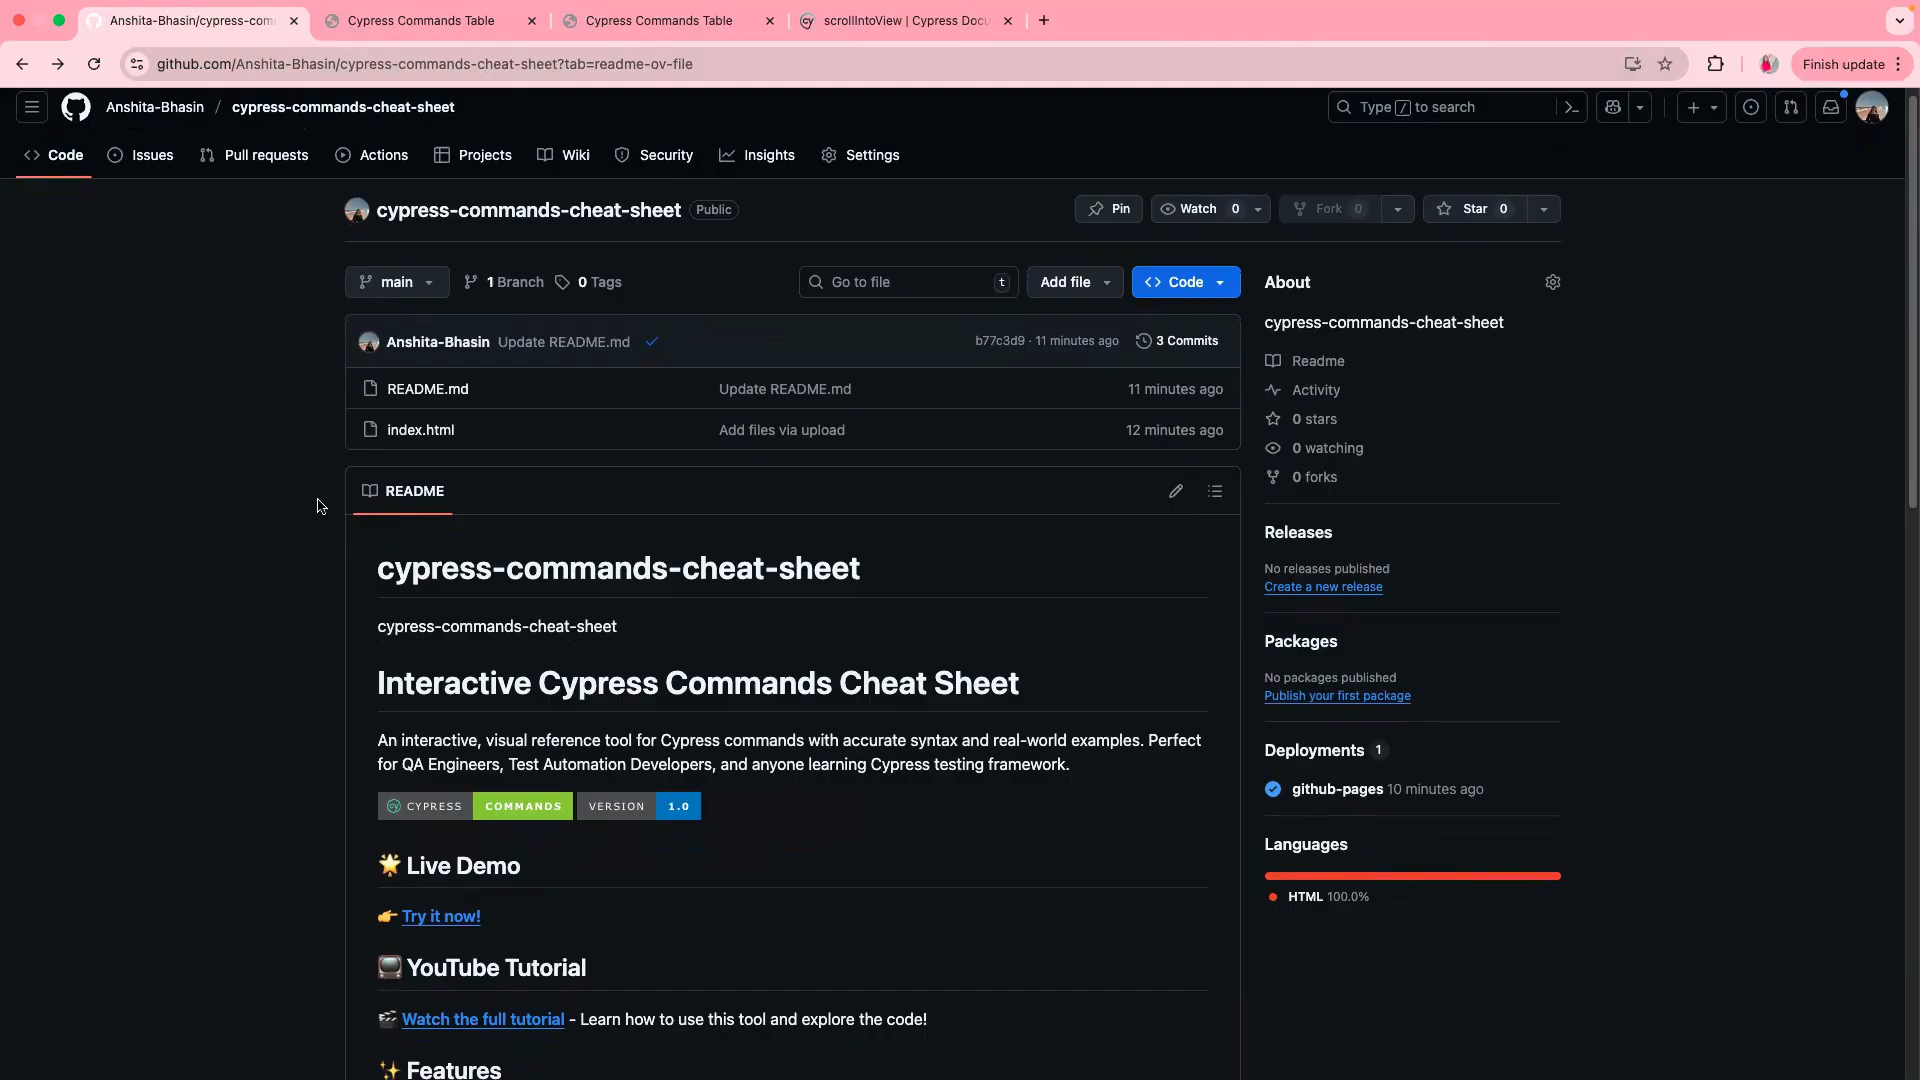 Anshita-Bhasin/cypress-com
Cypress Commands Table
Cypress Commands Table
cy scrollIntoView | Cypress Docu
github.com/Anshita-Bhasin/cypress-commands-cheat-sheet?tab=readme-ov-file
Finish update
Anshita-Bhasin / cypress-commands-cheat-sheet
Type / to search
Code
Issues
Pull requests
Actions
Projects
Wiki
Security
Insights
Settings
cypress-commands-cheat-sheet Public
Pin
Watch 0
Fork 0
Star 0
main
1 Branch
0 Tags
Go to file t
Add file
Code
Anshita-Bhasin Update README.md
b77c3d9 · 11 minutes ago
3 Commits
README.md Update README.md 11 minutes ago
index.html Add files via upload 12 minutes ago
README
cypress-commands-cheat-sheet
cypress-commands-cheat-sheet
Interactive Cypress Commands Cheat Sheet
An interactive, visual reference tool for Cypress commands with accurate syntax and real-world examples. Perfect
for QA Engineers, Test Automation Developers, and anyone learning Cypress testing framework.
cy CYPRESS COMMANDS VERSION 1.0
🌟 Live Demo
👉 Try it now!
📺 YouTube Tutorial
🎬 Watch the full tutorial - Learn how to use this tool and explore the code!
✨ Features
About
cypress-commands-cheat-sheet
Readme
Activity
0 stars
0 watching
0 forks
Releases
No releases published
Create a new release
Packages
No packages published
Publish your first package
Deployments 1
github-pages 10 minutes ago
Languages
HTML 100.0%